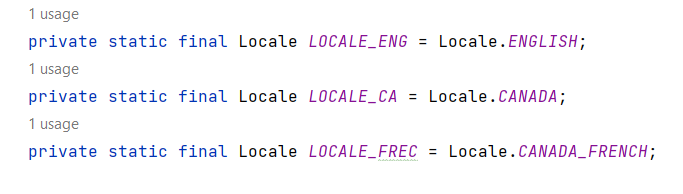 1 usage
private static final Locale LOCALE_ENG = Locale.ENGLISH;
1 usage
private static final Locale LOCALE_CA = Locale.CANADA;
1 usage
private static final Locale LOCALE_FREC = Locale.CANADA_FRENCH;